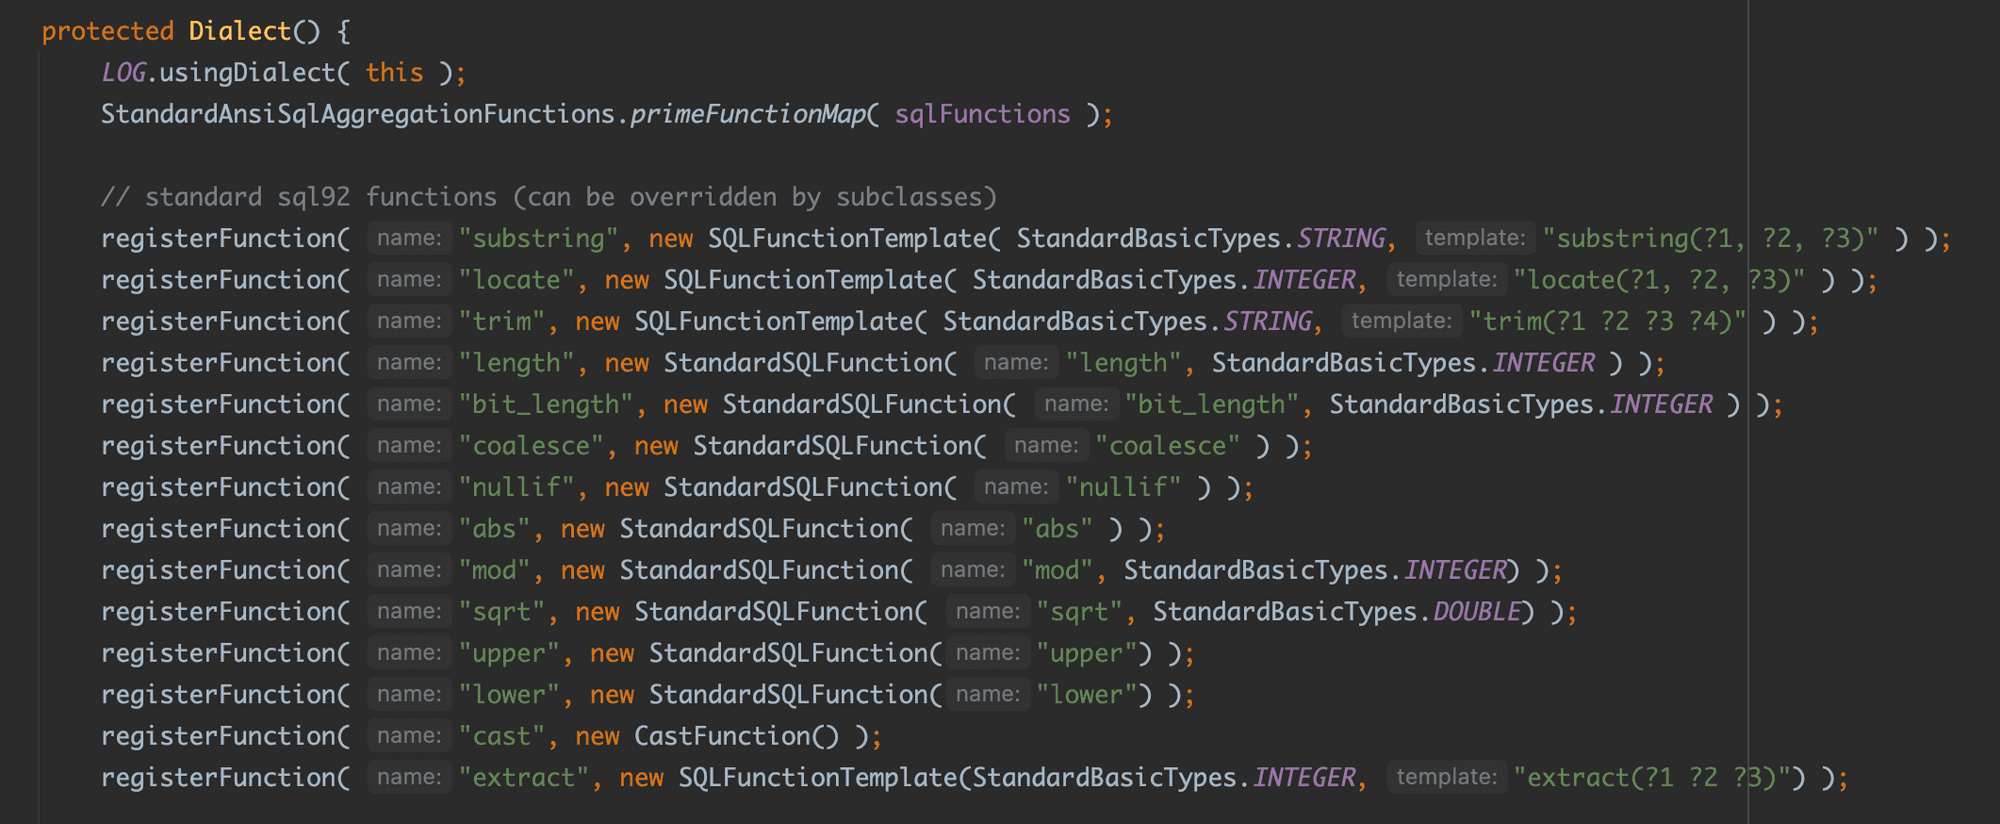 protected Dialect() {
LOG.usingDialect( this );
StandardAnsiSqlAggregationFunctions.primeFunctionMap( sqlFunctions );
// standard sql92 functions (can be overridden by subclasses)
registerFunction( name: "substring", new SQLFunctionTemplate( StandardBasicTypes.STRING, template: "substring(?1, ?2, ?3)" ) );
registerFunction( name: "locate", new SQLFunctionTemplate( StandardBasicTypes.INTEGER, template: "locate(?1, ?2, ?3)" ) );
registerFunction( name: "trim", new SQLFunctionTemplate( StandardBasicTypes.STRING, template: "trim(?1 ?2 ?3 ?4)" ) );
registerFunction( name: "length", new StandardSQLFunction( name: "length", StandardBasicTypes.INTEGER ) );
registerFunction( name: "bit_length", new StandardSQLFunction( name: "bit_length", StandardBasicTypes.INTEGER ) );
registerFunction( name: "coalesce", new StandardSQLFunction( name: "coalesce" ) );
registerFunction( name: "nullif", new StandardSQLFunction( name: "nullif" ) );
registerFunction( name: "abs", new StandardSQLFunction( name: "abs" ) );
registerFunction( name: "mod", new StandardSQLFunction( name: "mod", StandardBasicTypes.INTEGER) );
registerFunction( name: "sqrt", new StandardSQLFunction( name: "sqrt", StandardBasicTypes.DOUBLE) );
registerFunction( name: "upper", new StandardSQLFunction( name: "upper") );
registerFunction( name: "lower", new StandardSQLFunction( name: "lower") );
registerFunction( name: "cast", new CastFunction() );
registerFunction( name: "extract", new SQLFunctionTemplate(StandardBasicTypes.INTEGER, template: "extract(?1 ?2 ?3)") );